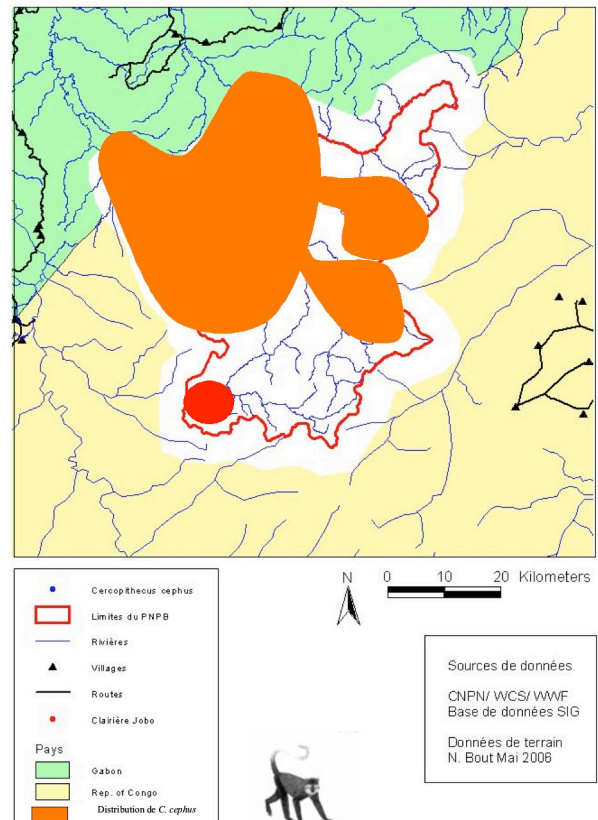 N
0 10 20 Kilometers
Cercopithecus cephus
Limites du PNPB
Rivières
Villages
Routes
Clairière Jobo
Pays
Gabon
Rep. of Congo
Distribution de C. cephus
Sources de données
CNPN/ WCS/ WWF
Base de données SIG
Données de terrain
N. Bout Mai 2006